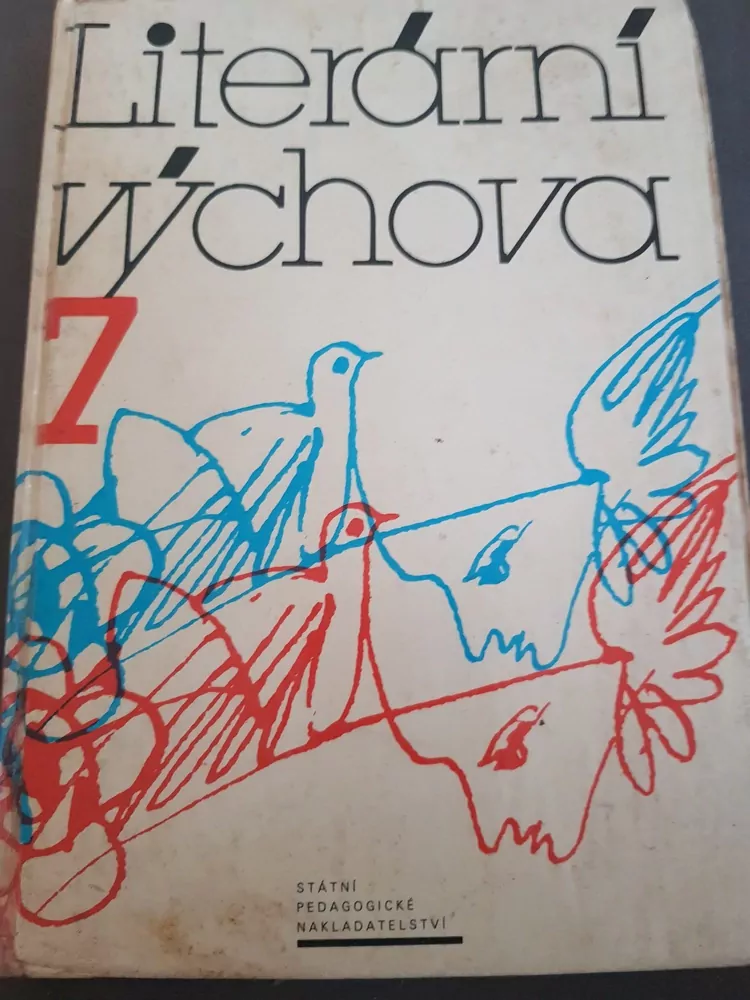 Literární
výchova
7
STÁTNÍ
PEDAGOGICKÉ
NAKLADATELSTVÍ